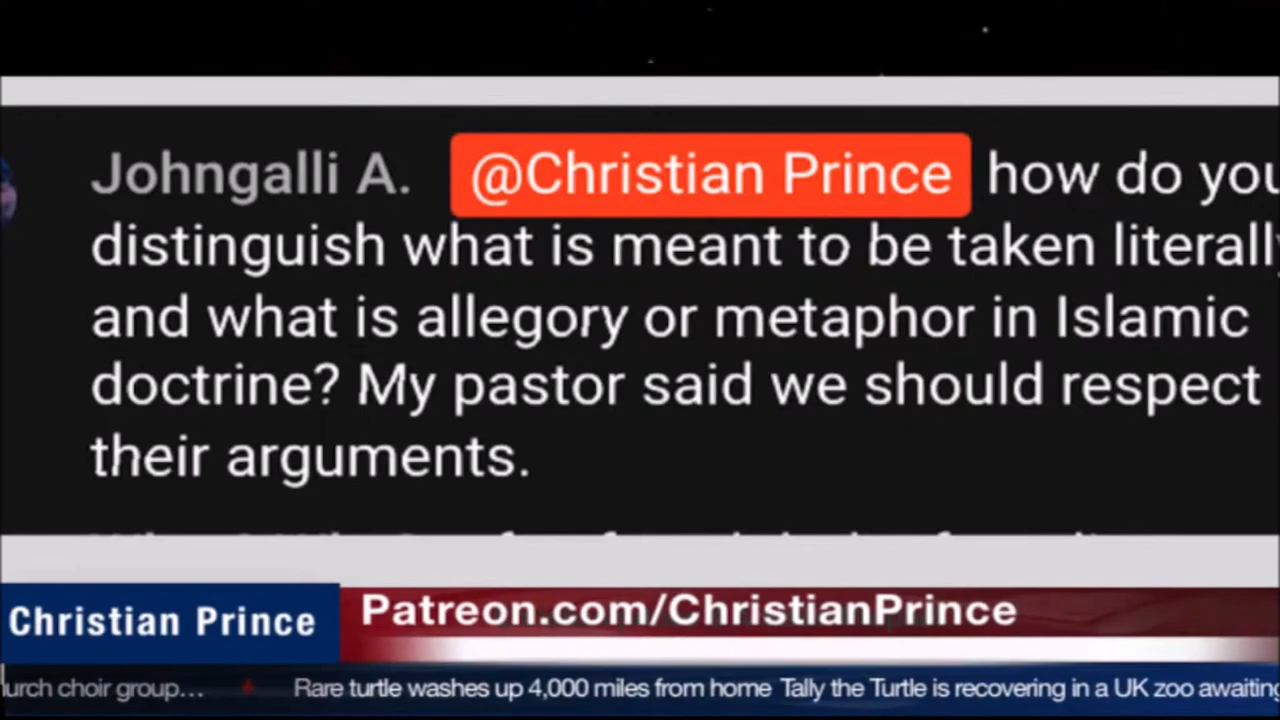 Johngalli A. @Christian Prince how do you
distinguish what is meant to be taken literally
and what is allegory or metaphor in Islamic
doctrine? My pastor said we should respect
their arguments.
Christian Prince
Patreon.com/ChristianPrince
urch choir group... Rare turtle washes up 4,000 miles from home Tally the Turtle is recovering in a UK zoo awaiting